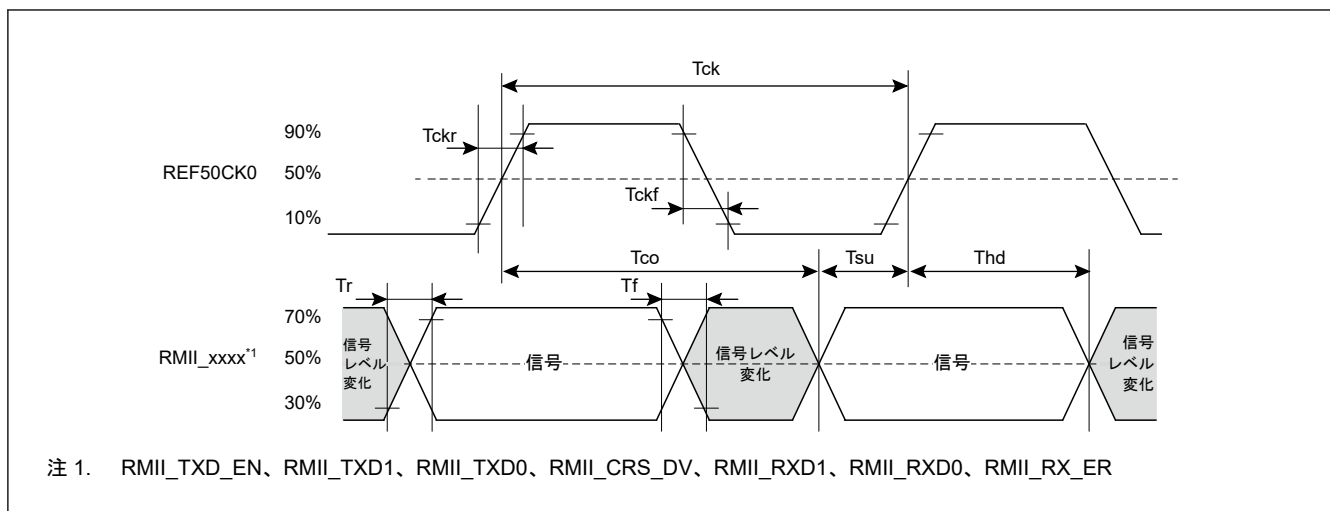 Tck
90%
Tckr
REF50CK0
50%
Tckf
10%
Tco
Tsu
Thd
Tr
Tf
70%
信号
レベル
変化
RMII_xxxx*1
50%
信号
信号レベル
変化
信号
信号
レベル
変化
30%
注 1. RMII_TXD_EN、RMII_TXD1、RMII_TXD0、RMII_CRS_DV、RMII_RXD1、RMII_RXD0、RMII_RX_ER